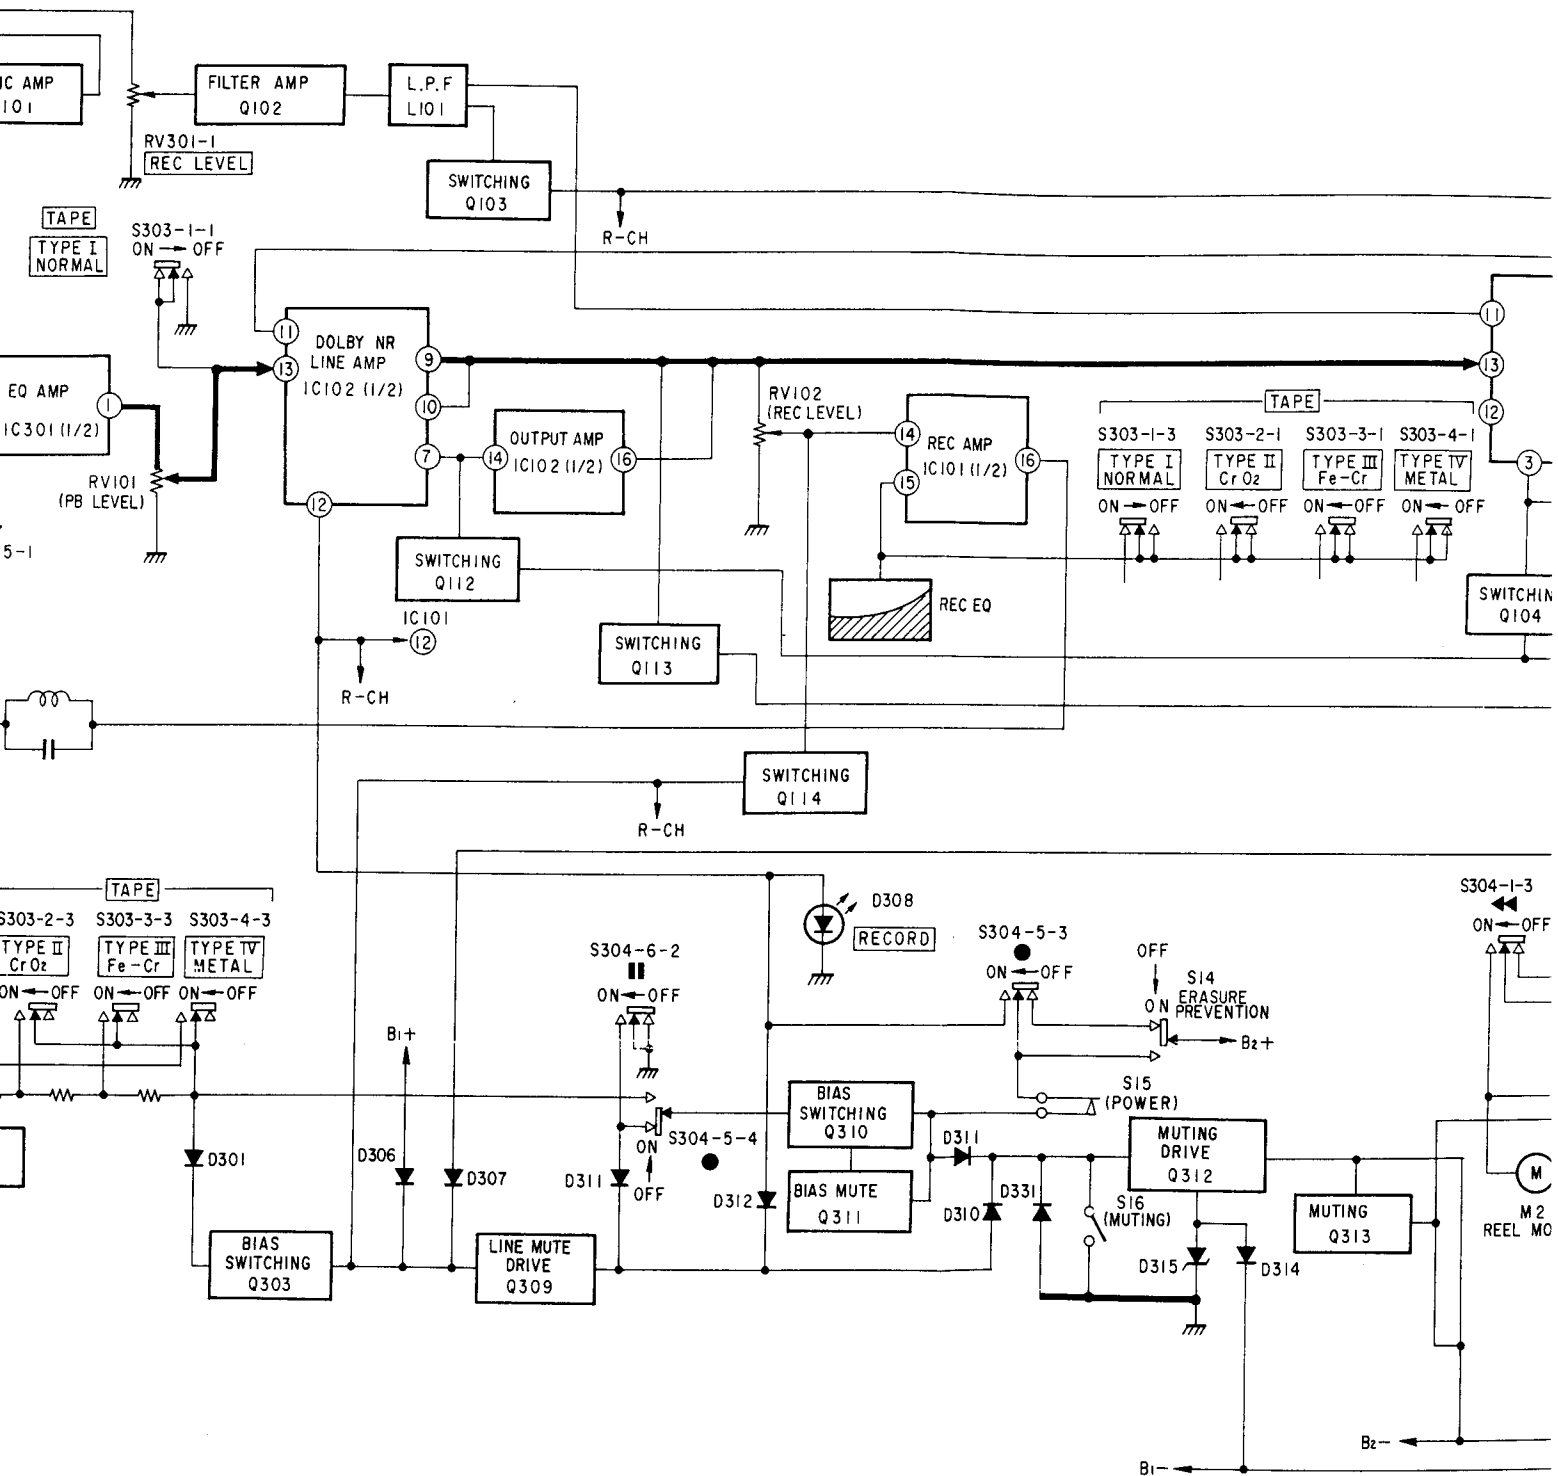 IC AMP
101
FILTER AMP
Q102
L.P.F
L101
RV301-1
REC LEVEL
SWITCHING
Q103
R-CH
TAPE
TYPE I
NORMAL
S303-1-1
ON OFF
11
13
DOLBY NR
LINE AMP
IC102 (1/2)
9
10
7
12
EQ AMP
IC301 (1/2)
1
RV101
(PB LEVEL)
5-1
14
OUTPUT AMP
IC102 (1/2)
16
SWITCHING
Q112
IC101
12
R-CH
SWITCHING
Q113
RV102
(REC LEVEL)
14
15
REC AMP
IC101 (1/2)
16
REC EQ
TAPE
S303-1-3
TYPE I
NORMAL
ON OFF
S303-2-1
TYPE II
CrO2
ON OFF
S303-3-1
TYPE III
Fe-Cr
ON OFF
S303-4-1
TYPE IV
METAL
ON OFF
11
13
12
3
SWITCHIN
Q104
SWITCHING
Q114
R-CH
TAPE
S303-2-3
TYPE II
CrO2
ON OFF
S303-3-3
TYPE III
Fe-Cr
ON OFF
S303-4-3
TYPE IV
METAL
ON OFF
D301
BIAS
SWITCHING
Q303
B1+
D306
D307
LINE MUTE
DRIVE
Q309
S304-6-2
ON OFF
D311
ON
OFF
S304-5-4
D308
RECORD
D312
BIAS
SWITCHING
Q310
BIAS MUTE
Q311
S304-5-3
ON OFF
OFF
ON
S14
ERASURE
PREVENTION
B2+
S15
(POWER)
D311
D310
D331
S16
(MUTING)
MUTING
DRIVE
Q312
D315
D314
MUTING
Q313
S304-1-3
ON OFF
M
M2
REEL MO
B2-
B1-